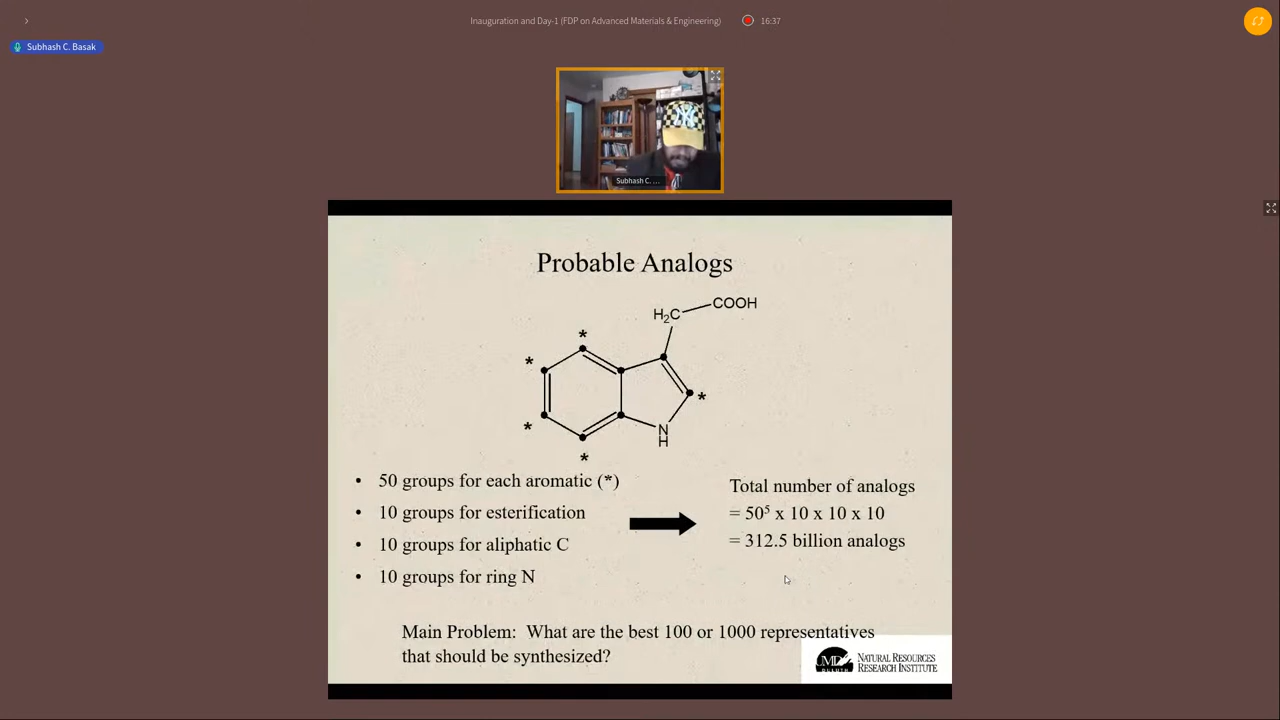 Inauguration and Day-1 (FDP on Advanced Materials & Engineering)
16:37
Subhash C. Basak
Subhash C. ...
Probable Analogs
H₂C
COOH
*
*
*
*
*
N
H
• 50 groups for each aromatic (*)
• 10 groups for esterification
• 10 groups for aliphatic C
• 10 groups for ring N
Total number of analogs
= 50⁵ x 10 x 10 x 10
= 312.5 billion analogs
Main Problem: What are the best 100 or 1000 representatives
that should be synthesized?
NATURAL RESOURCES
RESEARCH INSTITUTE